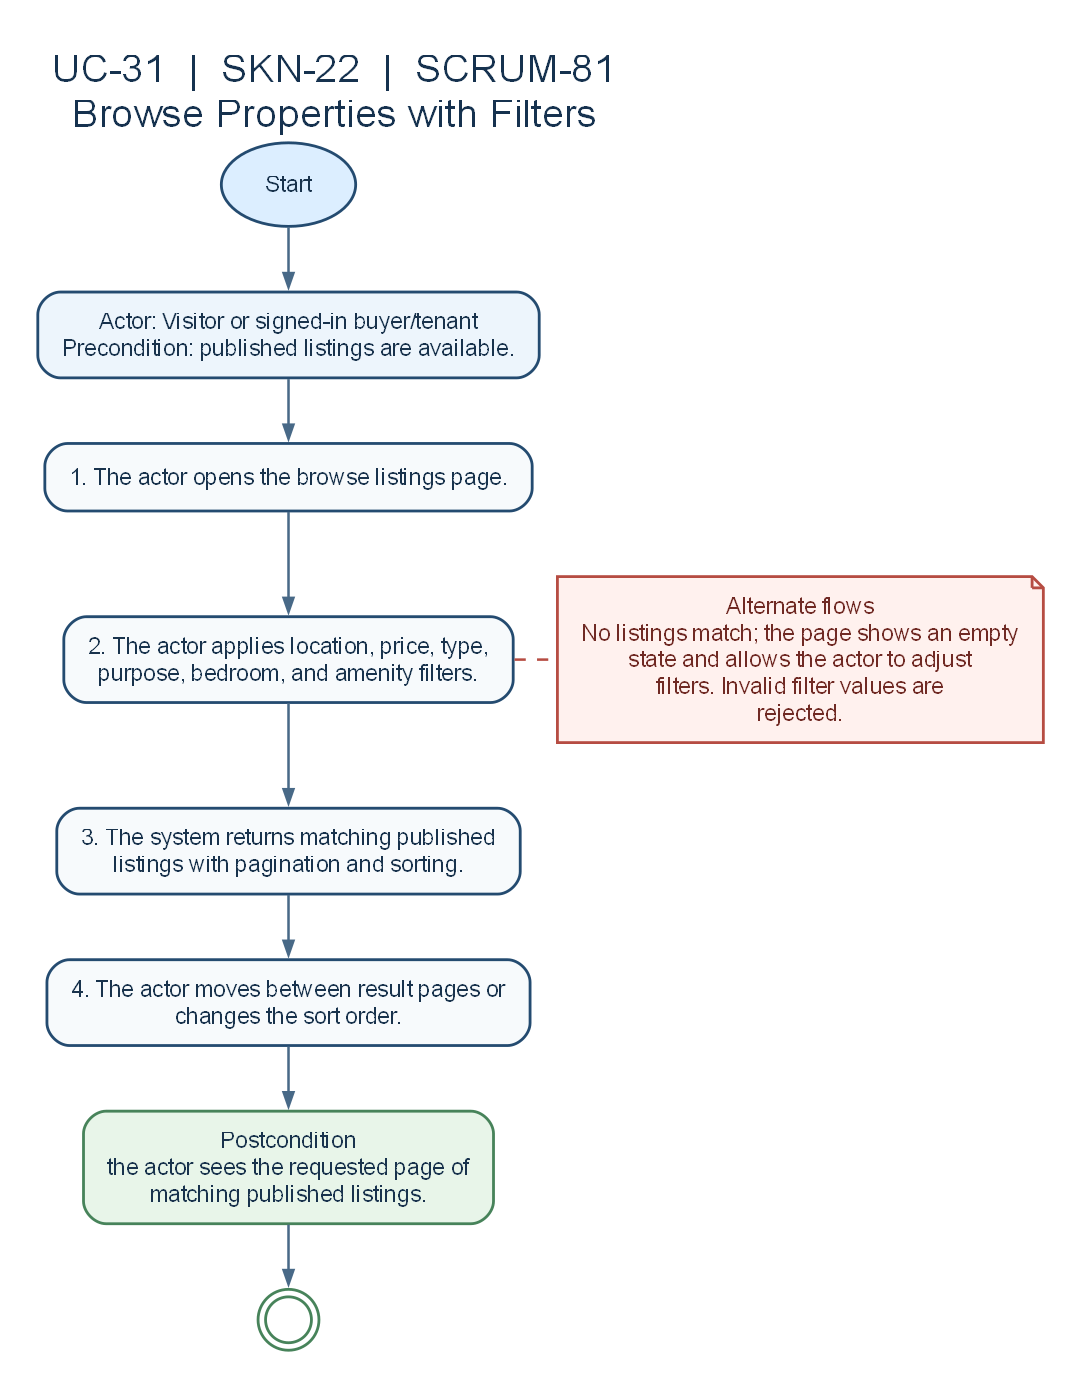 UC-31 | SKN-22 | SCRUM-81
Browse Properties with Filters
Start
Actor: Visitor or signed-in buyer/tenant
Precondition: published listings are available.
1. The actor opens the browse listings page.
2. The actor applies location, price, type,
purpose, bedroom, and amenity filters.
Alternate flows
No listings match; the page shows an empty
state and allows the actor to adjust
filters. Invalid filter values are
rejected.
3. The system returns matching published
listings with pagination and sorting.
4. The actor moves between result pages or
changes the sort order.
Postcondition
the actor sees the requested page of
matching published listings.